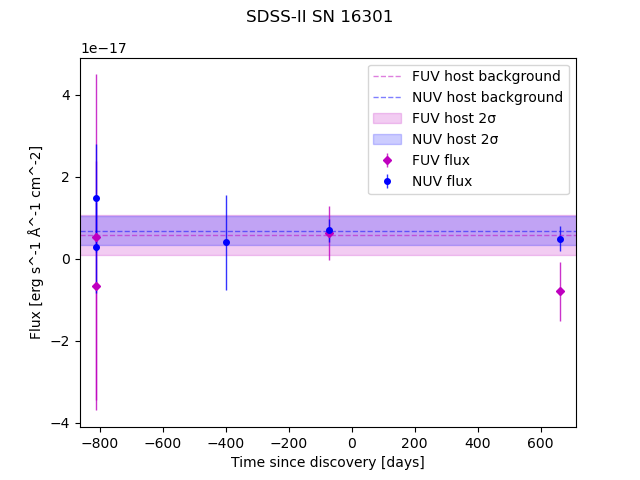 SDSS-II SN 16301
1e−17
FUV host background
NUV host background
FUV host 2σ
NUV host 2σ
FUV flux
NUV flux
4
2
0
−2
−4
Flux [erg s^-1 Å^-1 cm^-2]
−800 −600 −400 −200 0 200 400 600
Time since discovery [days]